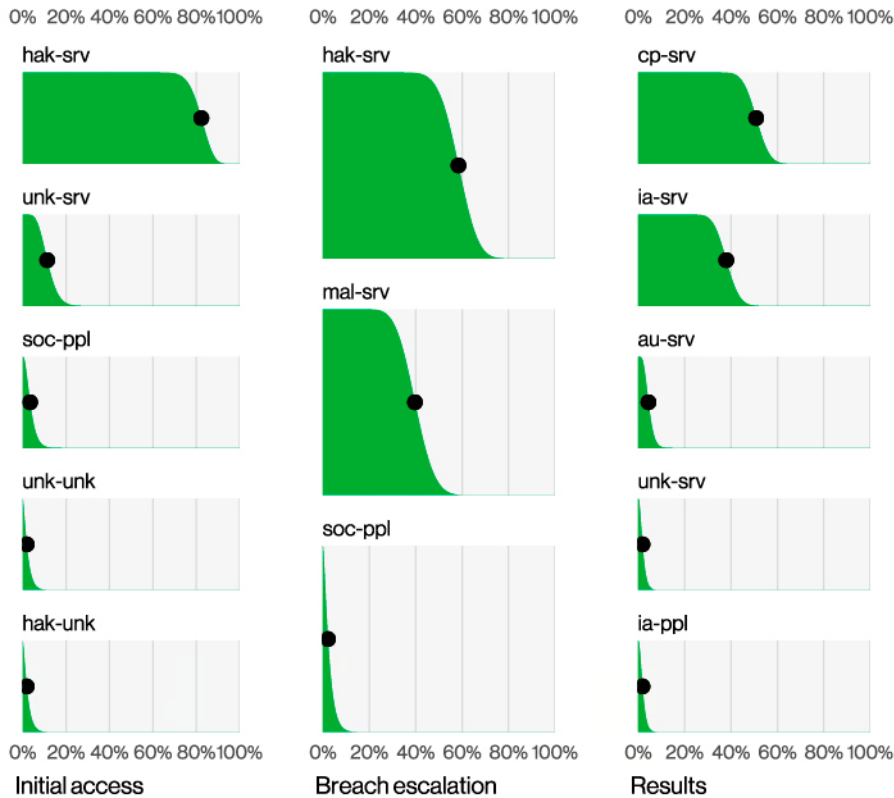 0% 20% 40% 60% 80%100%
hak-srv
unk-srv
soc-ppl
unk-unk
hak-unk
0% 20% 40% 60% 80%100%
Initial access
0% 20% 40% 60% 80%100%
hak-srv
mal-srv
soc-ppl
0% 20% 40% 60% 80%100%
Breach escalation
0% 20% 40% 60% 80% 100%
cp-srv
ia-srv
au-srv
unk-srv
ia-ppl
0% 20% 40% 60% 80% 100%
Results